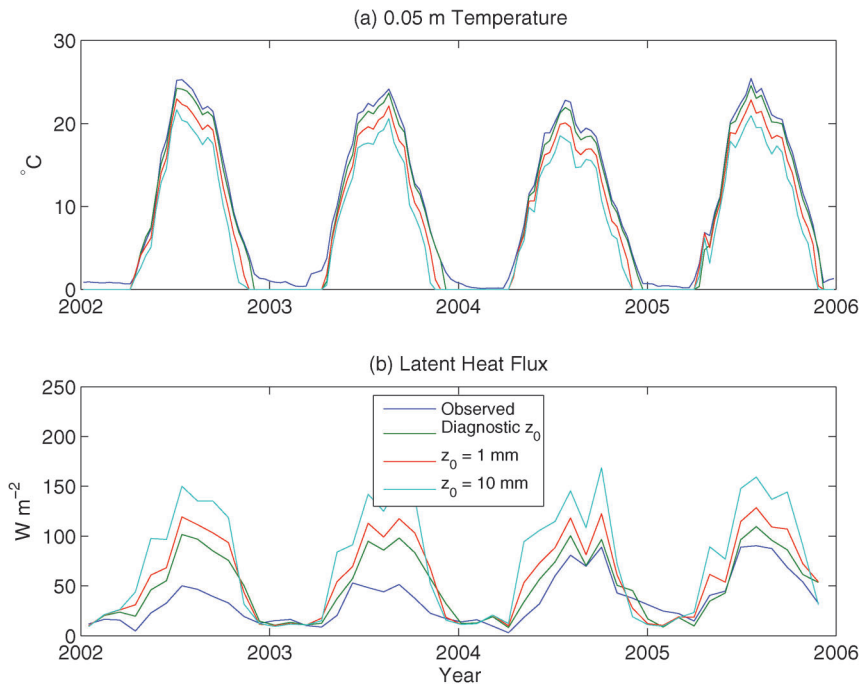 (a) 0.05 m Temperature
30
20
10
0
°C
2002 2003 2004 2005 2006
(b) Latent Heat Flux
250
200
150
100
50
0
W m⁻²
Observed
Diagnostic z₀
z₀ = 1 mm
z₀ = 10 mm
2002 2003 2004 2005 2006
Year